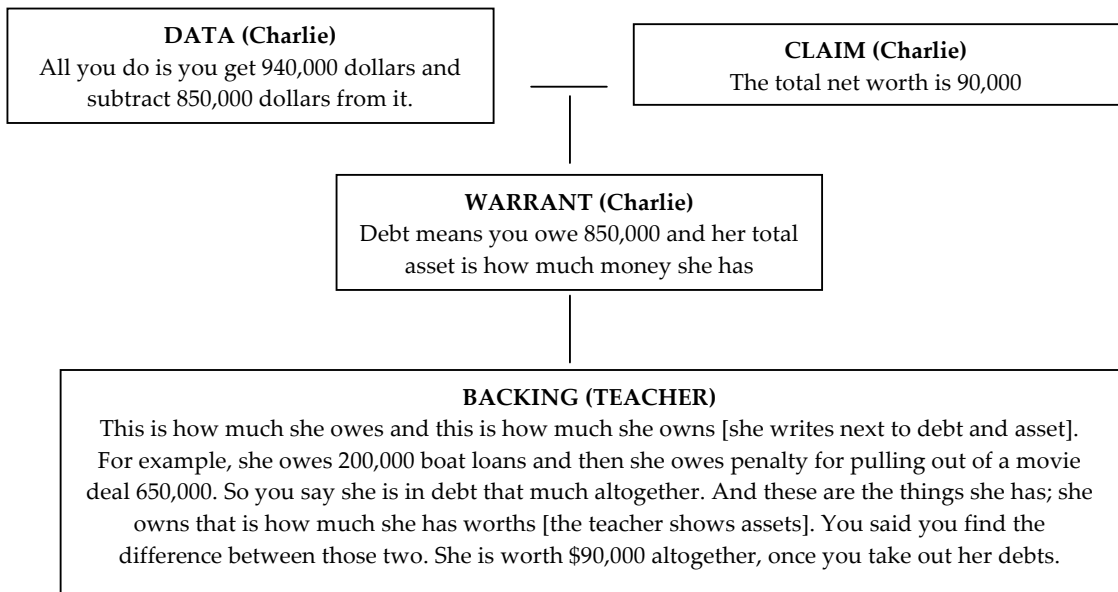 DATA (Charlie)
All you do is you get 940,000 dollars and
subtract 850,000 dollars from it.
CLAIM (Charlie)
The total net worth is 90,000
WARRANT (Charlie)
Debt means you owe 850,000 and her total
asset is how much money she has
BACKING (TEACHER)
This is how much she owes and this is how much she owns [she writes next to debt and asset].
For example, she owes 200,000 boat loans and then she owes penalty for pulling out of a movie
deal 650,000. So you say she is in debt that much altogether. And these are the things she has; she
owns that is how much she has worths [the teacher shows assets]. You said you find the
difference between those two. She is worth $90,000 altogether, once you take out her debts.